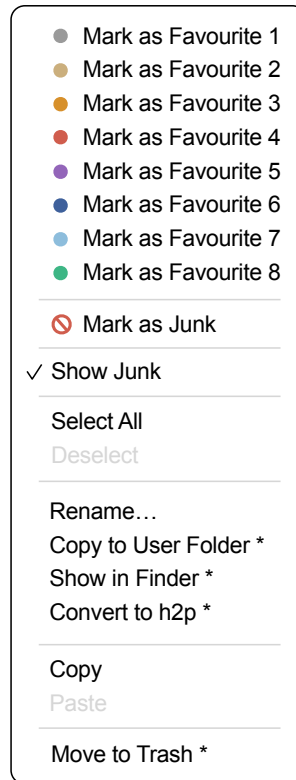 Mark as Favourite 1
Mark as Favourite 2
Mark as Favourite 3
Mark as Favourite 4
Mark as Favourite 5
Mark as Favourite 6
Mark as Favourite 7
Mark as Favourite 8
Mark as Junk
✓ Show Junk
Select All
Deselect
Rename…
Copy to User Folder *
Show in Finder *
Convert to h2p *
Copy
Paste
Move to Trash *